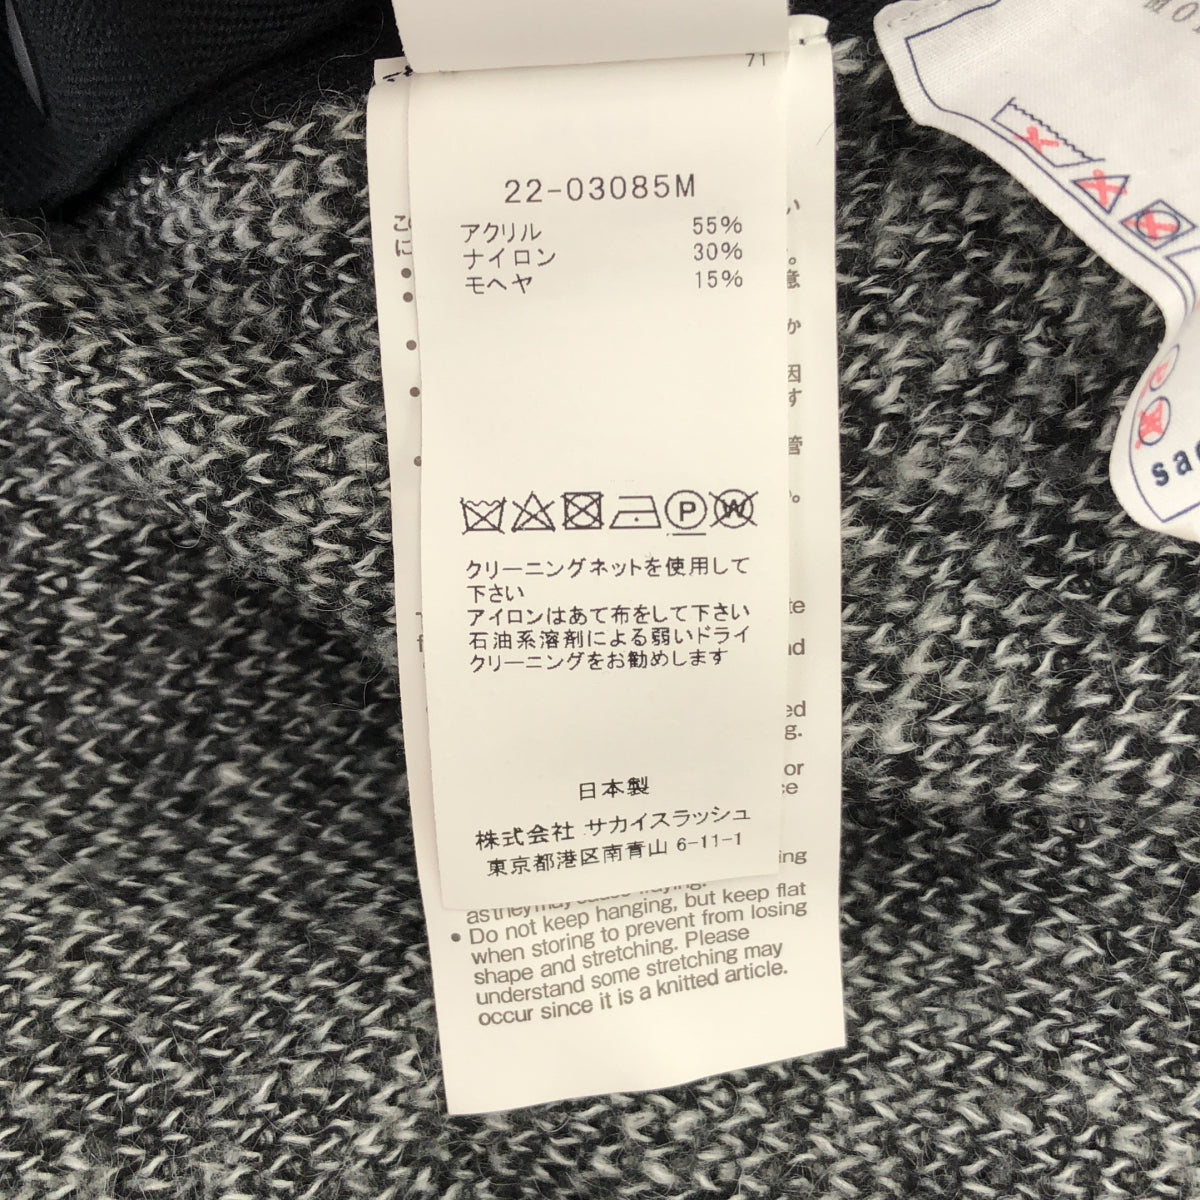 71
22-03085M
アクリル 55%
ナイロン 30%
モヘヤ 15%
P
W
クリーニングネットを使用して
下さい
アイロンはあて布をして下さい
石油系溶剤による弱いドライ
クリーニングをお勧めします
日本製
株式会社 サカイスラッシュ
東京都港区南青山 6-11-1
as they may cause fraying.
• Do not keep hanging, but keep flat
when storing to prevent from losing
shape and stretching. Please
understand some stretching may
occur since it is a knitted article.